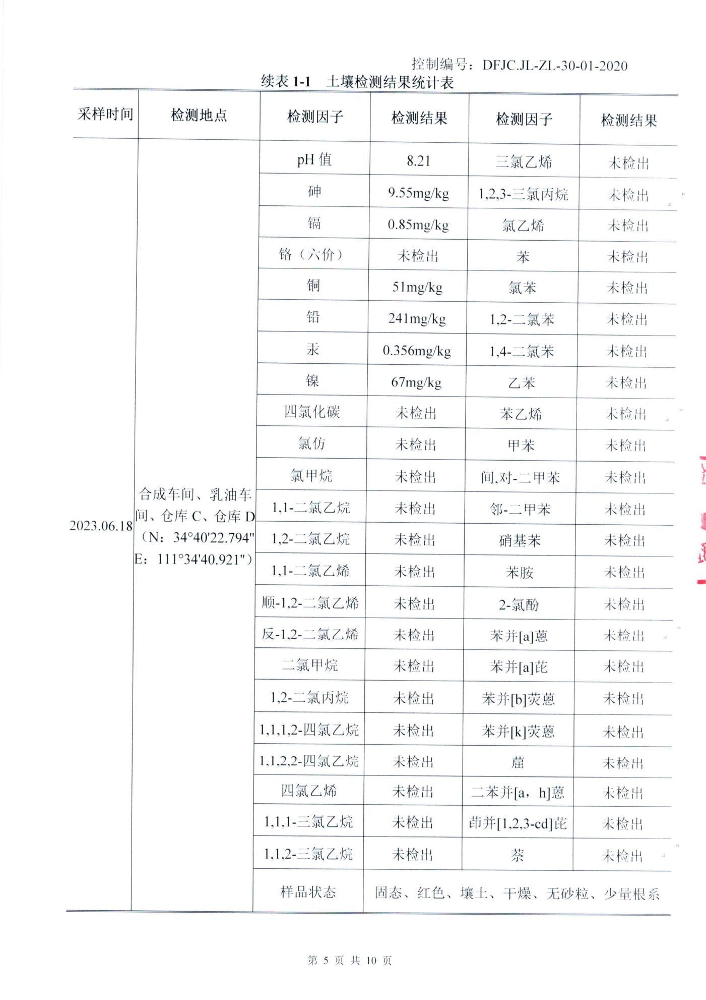 控制编号：DFJC.JL-ZL-30-01-2020
续表 1-1 土壤检测结果统计表
采样时间 检测地点 检测因子 检测结果 检测因子 检测结果
pH 值 8.21 三氯乙烯 未检出
砷 9.55mg/kg 1,2,3-三氯丙烷 未检出
镉 0.85mg/kg 氯乙烯 未检出
铬（六价） 未检出 苯 未检出
铜 51mg/kg 氯苯 未检出
铅 241mg/kg 1,2-二氯苯 未检出
汞 0.356mg/kg 1,4-二氯苯 未检出
镍 67mg/kg 乙苯 未检出
四氯化碳 未检出 苯乙烯 未检出
氯仿 未检出 甲苯 未检出
氯甲烷 未检出 间,对-二甲苯 未检出
合成车间、乳油车
1,1-二氯乙烷 未检出 邻-二甲苯 未检出
间、仓库 C、仓库 D
2023.06.18
（N：34°40'22.794"
1,2-二氯乙烷 未检出 硝基苯 未检出
E：111°34'40.921"）
1,1-二氯乙烯 未检出 苯胺 未检出
顺-1,2-二氯乙烯 未检出 2-氯酚 未检出
反-1,2-二氯乙烯 未检出 苯并[a]蒽 未检出
二氯甲烷 未检出 苯并[a]芘 未检出
1,2-二氯丙烷 未检出 苯并[b]荧蒽 未检出
1,1,1,2-四氯乙烷 未检出 苯并[k]荧蒽 未检出
1,1,2,2-四氯乙烷 未检出 䓛 未检出
四氯乙烯 未检出 二苯并[a，h]蒽 未检出
1,1,1-三氯乙烷 未检出 茚并[1,2,3-cd]芘 未检出
1,1,2-三氯乙烷 未检出 萘 未检出
样品状态 固态、红色、壤土、干燥、无砂粒、少量根系
第 5 页 共 10 页